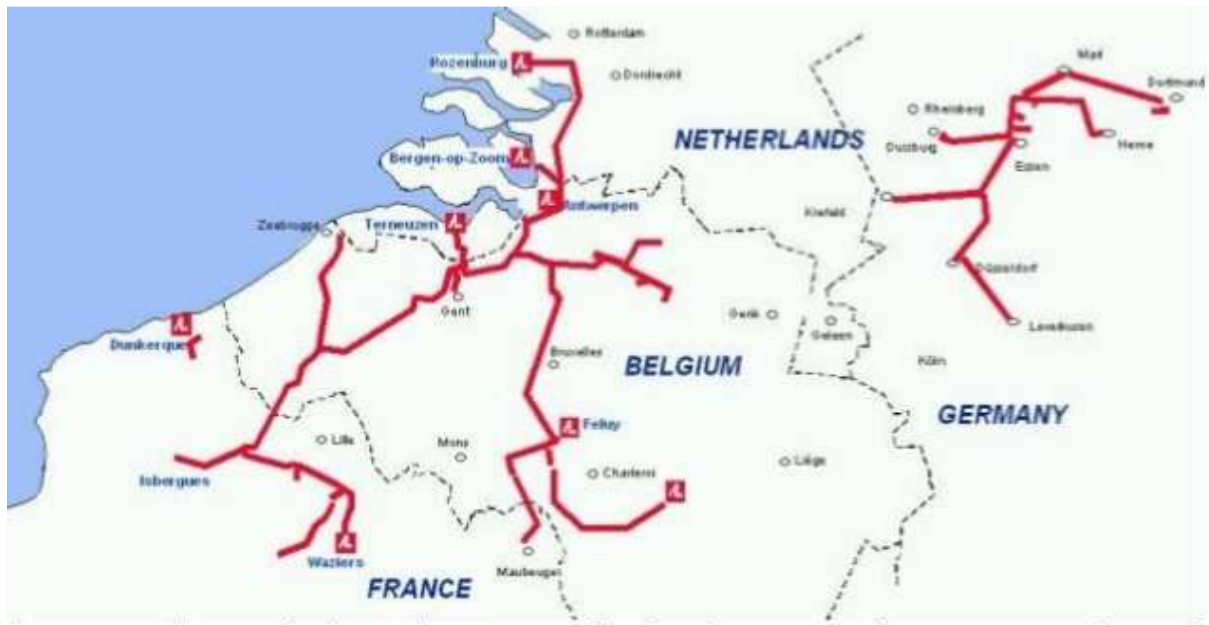 Rotterdam
Rozenburg
Dordrecht
Marl
Dortmund
Rheinberg
NETHERLANDS
Duisburg
Herne
Essen
Bergen-op-Zoom
Antwerpen
Krefeld
Zeebrugge
Terneuzen
Düsseldorf
Gent
Genk
Geleen
Leverkusen
Dunkerque
Bruxelles
BELGIUM
Köln
GERMANY
Feluy
Lille
Mons
Isbergues
Charleroi
Liège
Waziers
Maubeuge
FRANCE